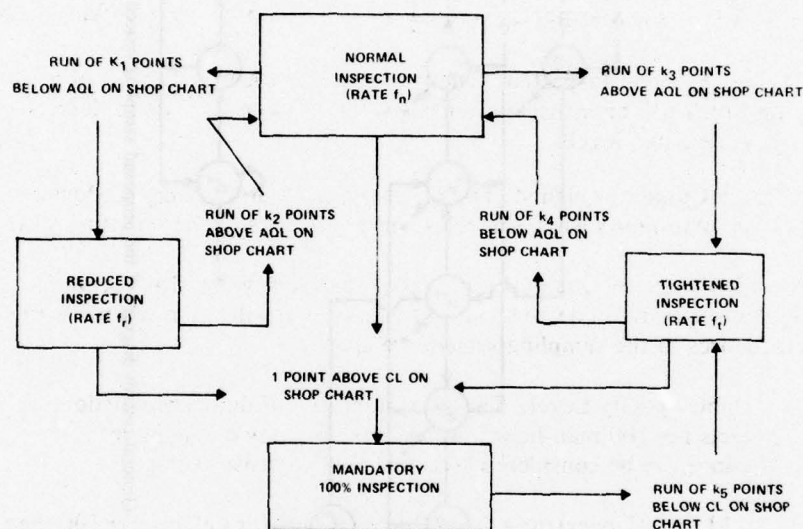 NORMAL
INSPECTION
(RATE fn)
RUN OF K1 POINTS
BELOW AQL ON SHOP CHART
RUN OF k3 POINTS
ABOVE AQL ON SHOP CHART
RUN OF k2 POINTS
ABOVE AQL ON
SHOP CHART
RUN OF k4 POINTS
BELOW AQL ON
SHOP CHART
REDUCED
INSPECTION
(RATE fr)
TIGHTENED
INSPECTION
(RATE ft)
1 POINT ABOVE CL ON
SHOP CHART
MANDATORY
100% INSPECTION
RUN OF k5 POINTS
BELOW CL ON SHOP
CHART